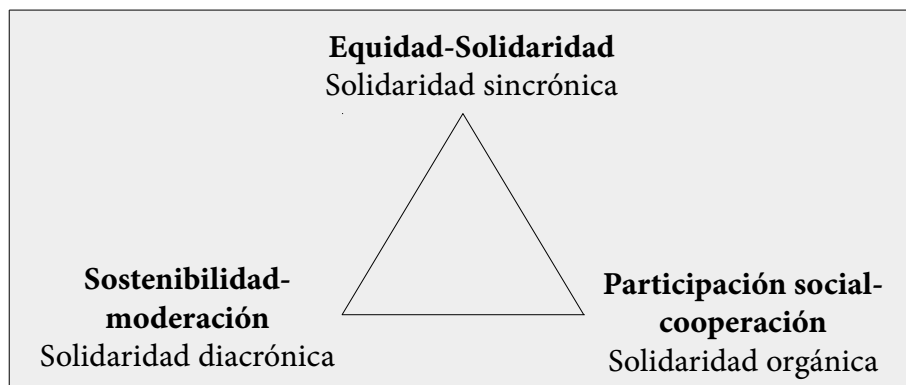 Equidad-Solidaridad
Solidaridad sincrónica
Sostenibilidad-
moderación
Solidaridad diacrónica
Participación social-
cooperación
Solidaridad orgánica